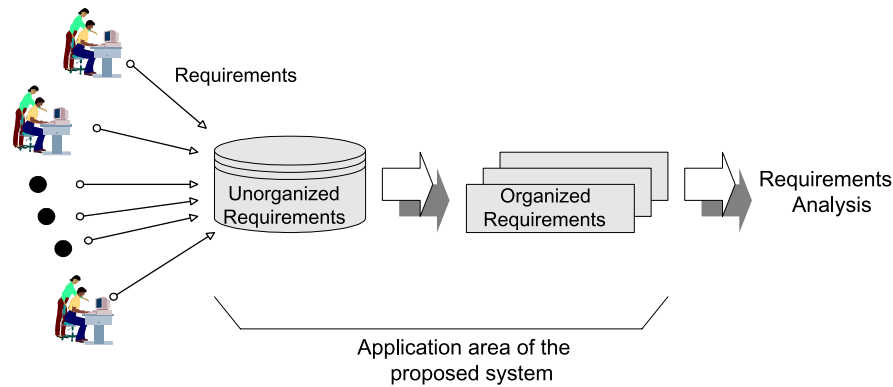 Requirements
Unorganized
Requirements
Organized
Requirements
Requirements
Analysis
Application area of the
proposed system